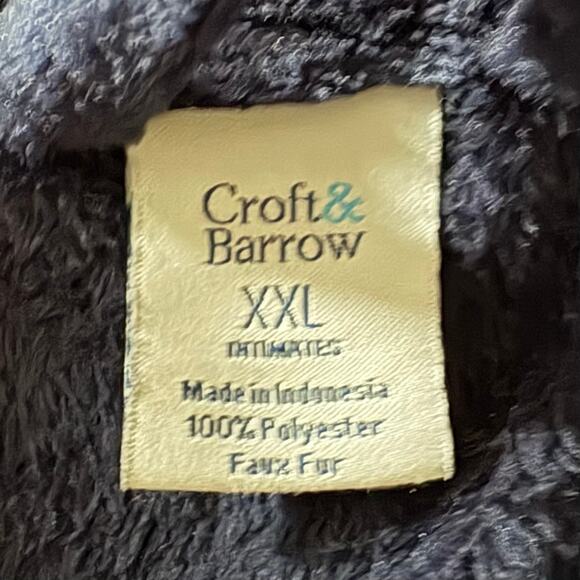 Croft &
Barrow
XXL
INTIMATES
Made in Indonesia
100% Polyester
Faux Fur